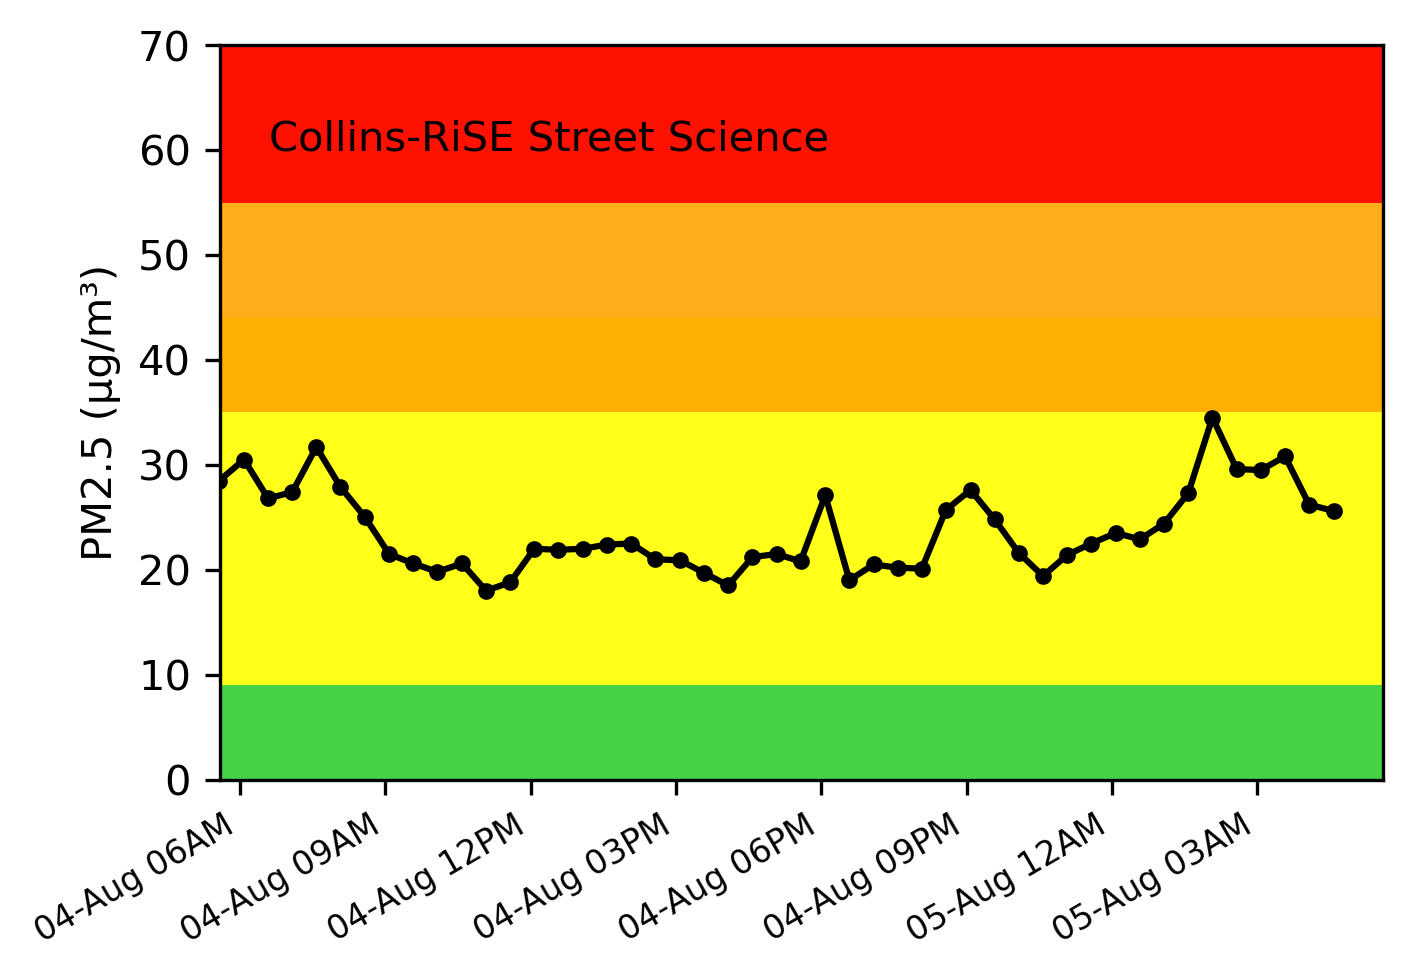 70
Collins-RiSE Street Science
60
50
40
30
20
10
0
PM2.5 (µg/m³)
04-Aug 06AM
04-Aug 09AM
04-Aug 12PM
04-Aug 03PM
04-Aug 06PM
04-Aug 09PM
05-Aug 12AM
05-Aug 03AM